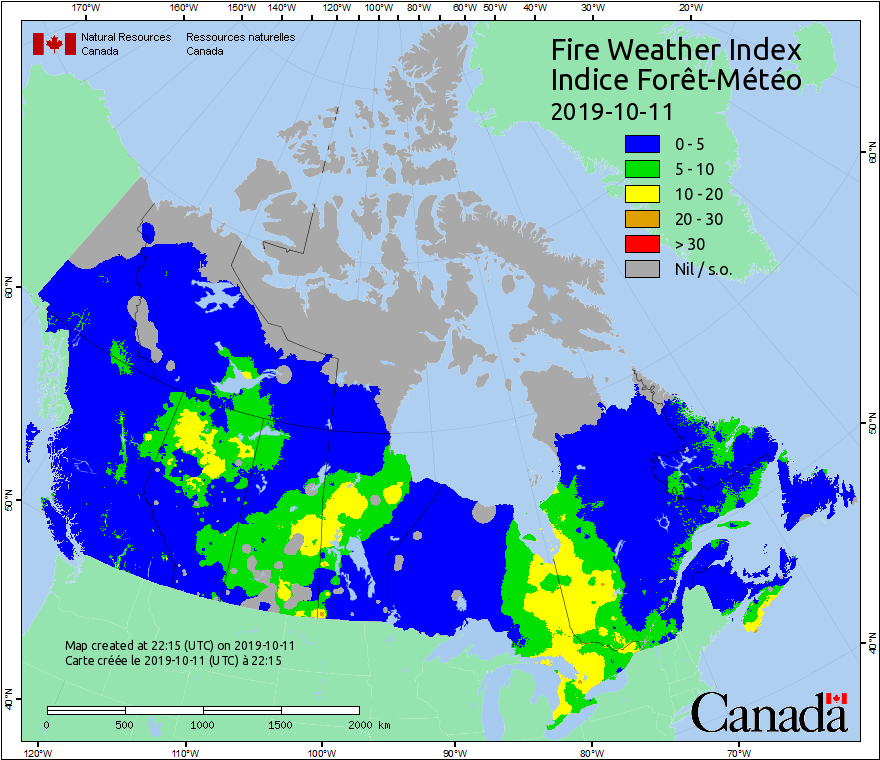 170°W 160°W 150°W 140°W 130°W 120°W 110°W 100°W 90°W 80°W 60°W 50°W 40°W 30°W 20°W
Natural Resources Ressources naturelles
Canada Canada
Fire Weather Index
Indice Forêt-Météo
2019-10-11
0 - 5
5 - 10
10 - 20
20 - 30
> 30
Nil / s.o.
60°N
60°N
50°N
50°N
40°N
40°N
Map created at 22:15 (UTC) on 2019-10-11
Carte créée le 2019-10-11 (UTC) à 22:15
0 500 1000 1500 2000 km
Canada
120°W 110°W 100°W 90°W 80°W 70°W